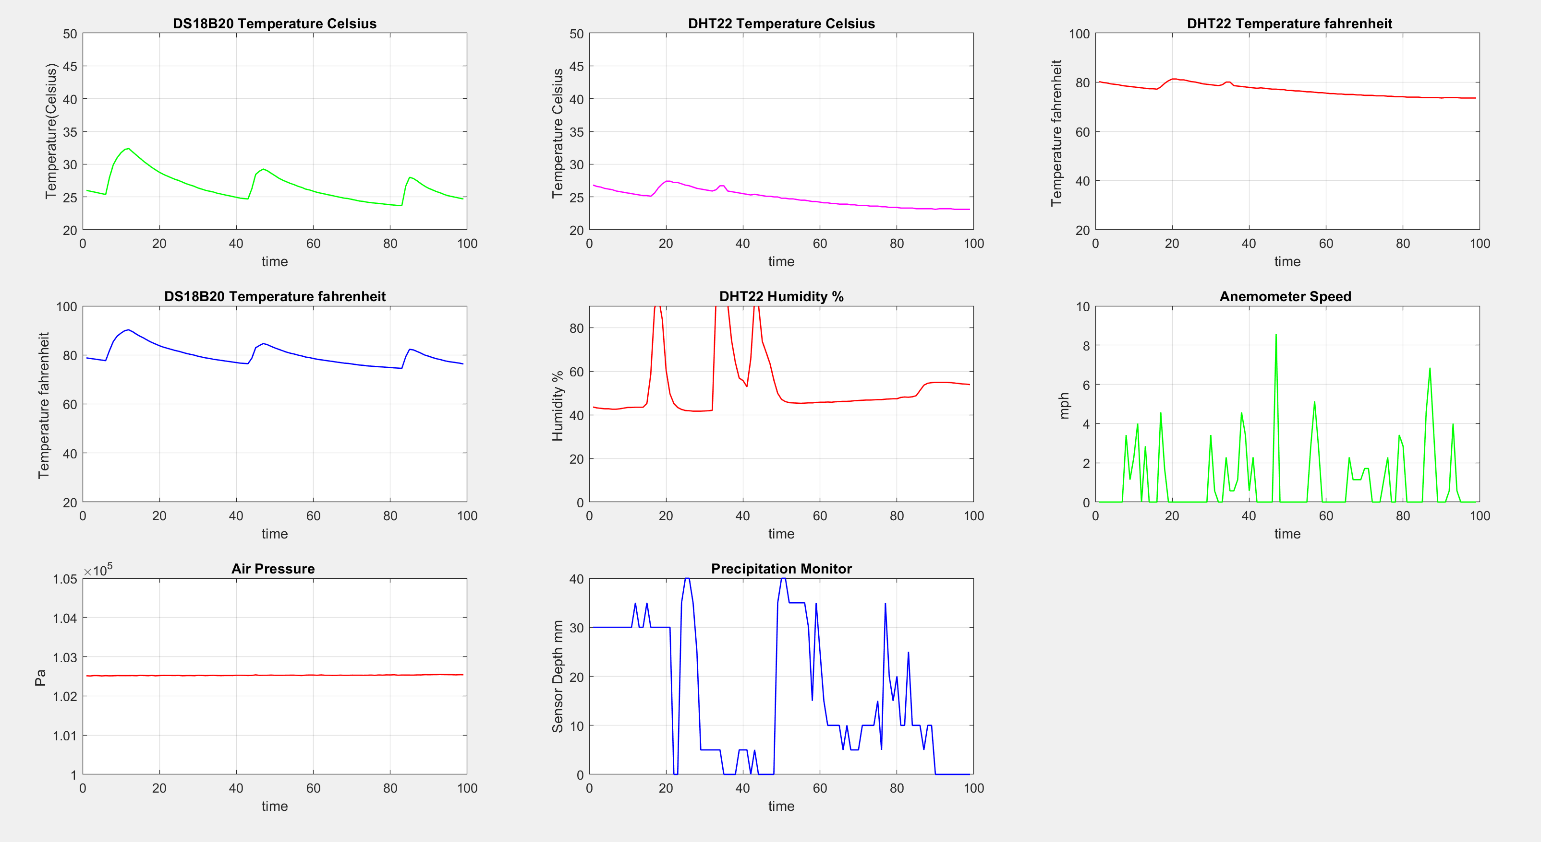 DS18B20 Temperature Celsius
50
45
40
35
30
25
20
Temperature(Celsius)
0 20 40 60 80 100
time
DHT22 Temperature Celsius
50
45
40
35
30
25
20
Temperature Celsius
0 20 40 60 80 100
time
DHT22 Temperature fahrenheit
100
80
60
40
20
Temperature fahrenheit
0 20 40 60 80 100
time
DS18B20 Temperature fahrenheit
100
80
60
40
20
Temperature fahrenheit
0 20 40 60 80 100
time
DHT22 Humidity %
80
60
40
20
0
Humidity %
0 20 40 60 80 100
time
Anemometer Speed
10
8
6
4
2
0
mph
0 20 40 60 80 100
time
Air Pressure
×10⁵
1.05
1.04
1.03
1.02
1.01
1
Pa
0 20 40 60 80 100
time
Precipitation Monitor
40
30
20
10
0
Sensor Depth mm
0 20 40 60 80 100
time